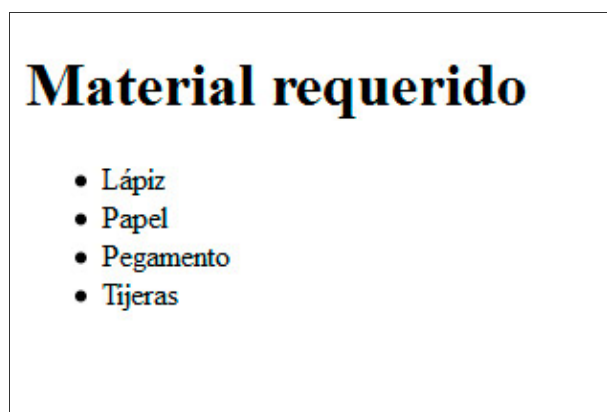 Material requerido
Lápiz
Papel
Pegamento
Tijeras